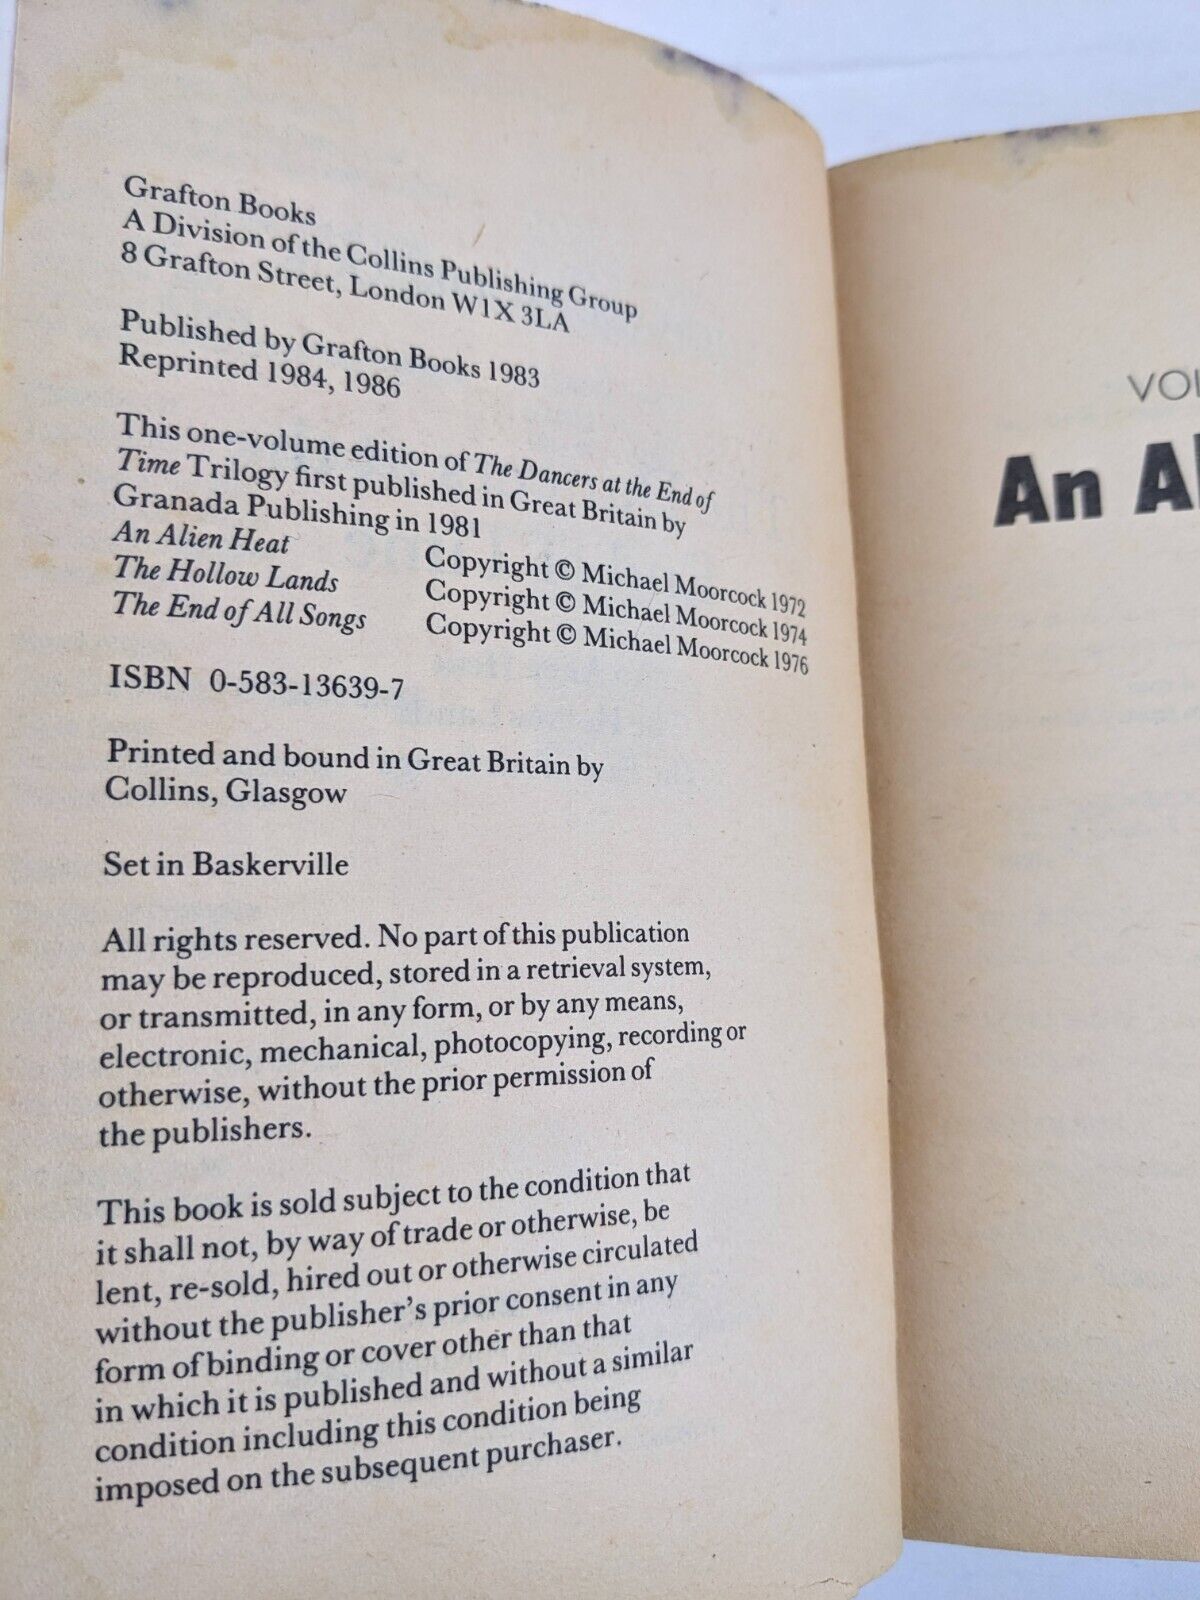 Grafton Books
A Division of the Collins Publishing Group
8 Grafton Street, London W1X 3LA
Published by Grafton Books 1983
Reprinted 1984, 1986
This one-volume edition of The Dancers at the End of
Time Trilogy first published in Great Britain by
Granada Publishing in 1981
An Alien Heat Copyright © Michael Moorcock 1972
The Hollow Lands Copyright © Michael Moorcock 1974
The End of All Songs Copyright © Michael Moorcock 1976
ISBN 0-583-13639-7
Printed and bound in Great Britain by
Collins, Glasgow
Set in Baskerville
All rights reserved. No part of this publication
may be reproduced, stored in a retrieval system,
or transmitted, in any form, or by any means,
electronic, mechanical, photocopying, recording or
otherwise, without the prior permission of
the publishers.
This book is sold subject to the condition that
it shall not, by way of trade or otherwise, be
lent, re-sold, hired out or otherwise circulated
without the publisher's prior consent in any
form of binding or cover other than that
in which it is published and without a similar
condition including this condition being
imposed on the subsequent purchaser.
VO
An A